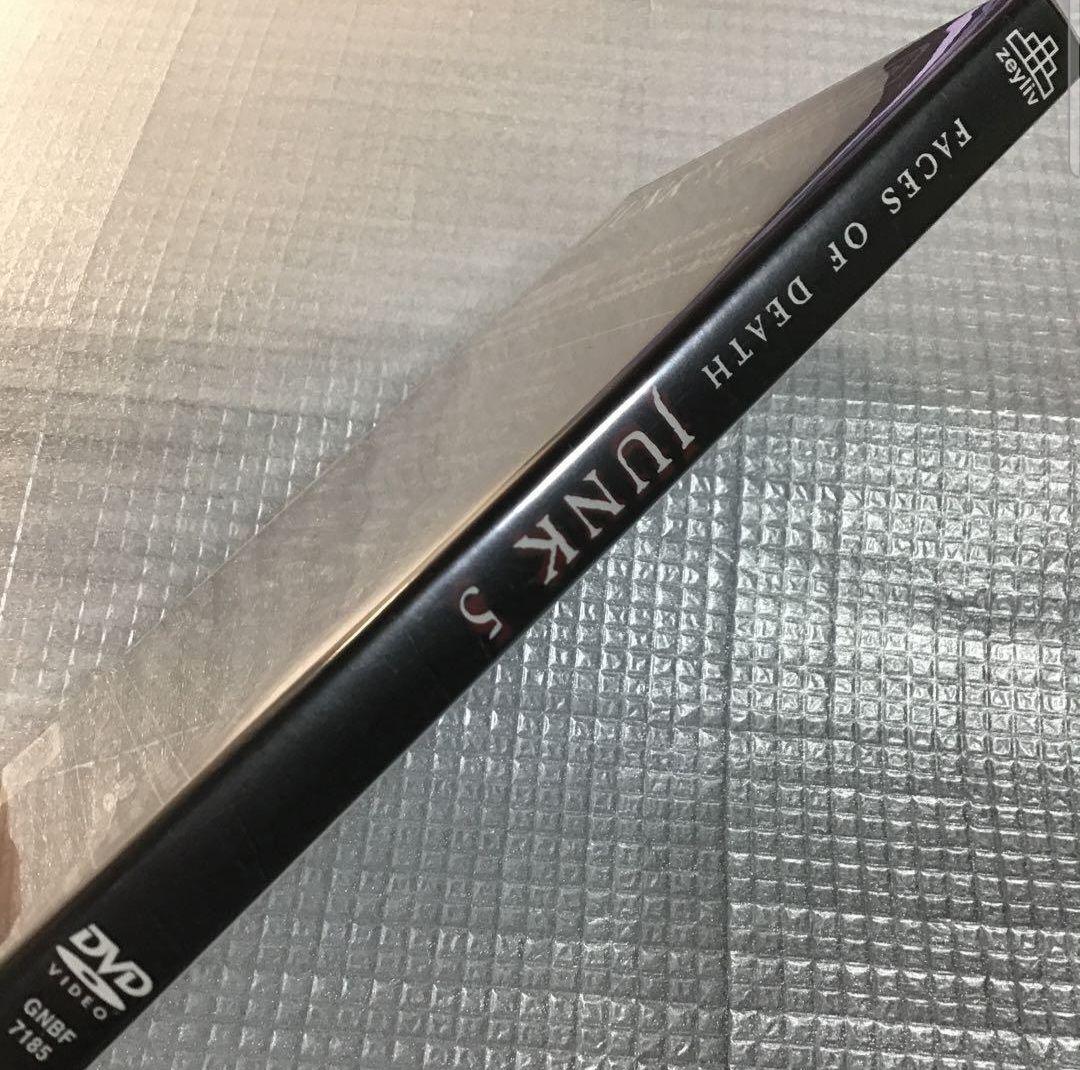 zeyliv
FACES OF DEATH
JUNK 5
DVD
VIDEO
GNBF
7185